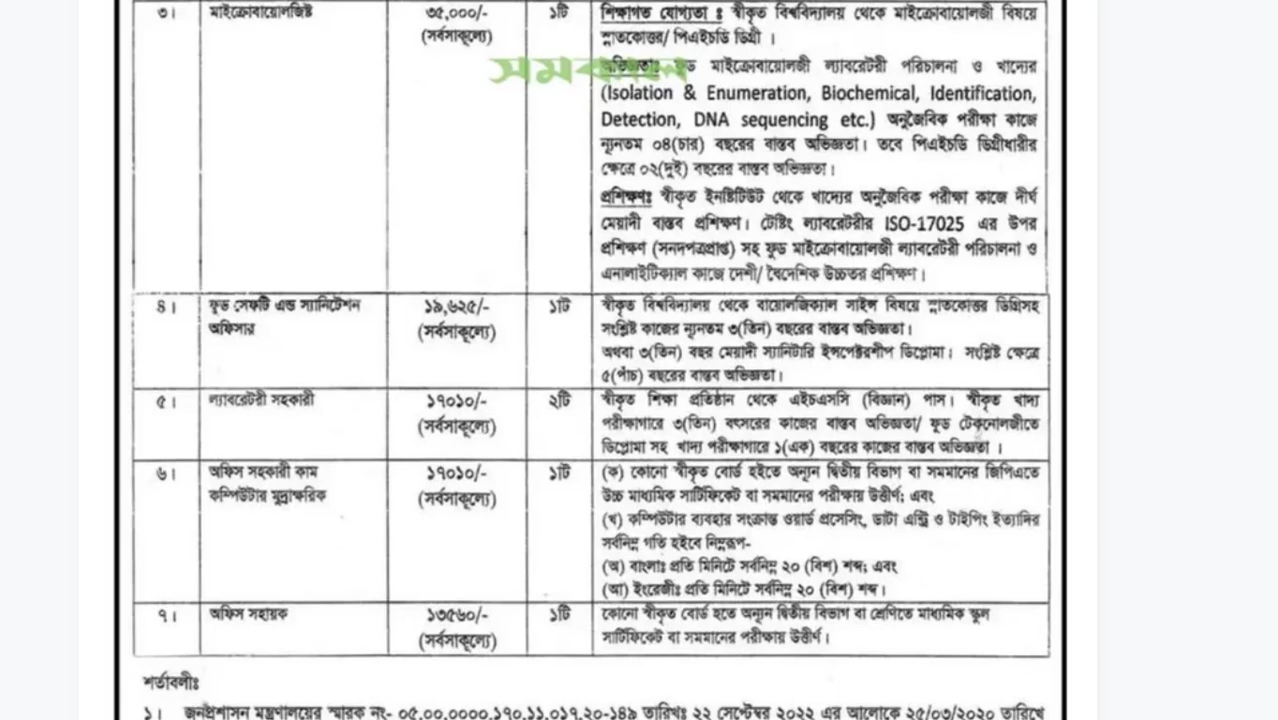 ৩। মাইক্রোবায়োলজিষ্ট ৩৫,০০০/- ১টি শিক্ষাগত যোগ্যতা ঃ স্বীকৃত বিশ্ববিদ্যালয় থেকে মাইক্রোবায়োলজী বিষয়ে
(সর্বসাকূল্যে) স্নাতকোত্তর/ পিএইচডি ডিগ্রী ।
সমকাল
অভিজ্ঞতাঃ ফুড মাইক্রোবায়োলজী ল্যাবরেটরী পরিচালনা ও খাদ্যের
(Isolation & Enumeration, Biochemical, Identification,
Detection, DNA sequencing etc.) অনুজৈবিক পরীক্ষা কাজে
ন্যূনতম ০৪(চার) বছরের বাস্তব অভিজ্ঞতা। তবে পিএইচডি ডিগ্রীধারীর
ক্ষেত্রে ০২(দুই) বছরের বাস্তব অভিজ্ঞতা।
প্রশিক্ষণঃ স্বীকৃত ইনষ্টিটিউট থেকে খাদ্যের অনুজৈবিক পরীক্ষা কাজে দীর্ঘ
মেয়াদী বাস্তব প্রশিক্ষণ। টেষ্টিং ল্যাবরেটরীর ISO-17025 এর উপর
প্রশিক্ষণ (সনদপত্রপ্রাপ্ত) সহ ফুড মাইক্রোবায়োলজী ল্যাবরেটরী পরিচালনা ও
এনালাইটিক্যাল কাজে দেশী/ বৈদেশিক উচ্চতর প্রশিক্ষণ।
৪। ফুড সেফটি এন্ড স্যানিটেশন ১৯,৬২৫/- ১টি স্বীকৃত বিশ্ববিদ্যালয় থেকে বায়োলজিক্যাল সাইন্স বিষয়ে স্নাতকোত্তর ডিগ্রিসহ
অফিসার (সর্বসাকূল্যে) সংশ্লিষ্ট কাজের ন্যূনতম ৩(তিন) বছরের বাস্তব অভিজ্ঞতা।
অথবা ৩(তিন) বছর মেয়াদী স্যানিটারি ইন্সপেক্টরশীপ ডিপ্লোমা। সংশ্লিষ্ট ক্ষেত্রে
৫(পাঁচ) বছরের বাস্তব অভিজ্ঞতা।
৫। ল্যাবরেটরী সহকারী ১৭০১০/- ২টি স্বীকৃত শিক্ষা প্রতিষ্ঠান থেকে এইচএসসি (বিজ্ঞান) পাস। স্বীকৃত খাদ্য
(সর্বসাকূল্যে) পরীক্ষাগারে ৩(তিন) বৎসরের কাজের বাস্তব অভিজ্ঞতা/ ফুড টেকনোলজীতে
ডিপ্লোমা সহ খাদ্য পরীক্ষাগারে ১(এক) বছরের কাজের বাস্তব অভিজ্ঞতা ।
৬। অফিস সহকারী কাম ১৭০১০/- ১টি (ক) কোনো স্বীকৃত বোর্ড হইতে অন্যূন দ্বিতীয় বিভাগ বা সমমানের জিপিএতে
কম্পিউটার মুদ্রাক্ষরিক (সর্বসাকূল্যে) উচ্চ মাধ্যমিক সার্টিফিকেট বা সমমানের পরীক্ষায় উত্তীর্ণ; এবং
(খ) কম্পিউটার ব্যবহার সংক্রান্ত ওয়ার্ড প্রসেসিং, ডাটা এন্ট্রি ও টাইপিং ইত্যাদির
সর্বনিম্ন গতি হইবে নিম্নরূপ-
(অ) বাংলাঃ প্রতি মিনিটে সর্বনিম্ন ২০ (বিশ) শব্দ; এবং
(আ) ইংরেজীঃ প্রতি মিনিটে সর্বনিম্ন ২০ (বিশ) শব্দ।
৭। অফিস সহায়ক ১৩৫৬০/- ১টি কোনো স্বীকৃত বোর্ড হতে অন্যূন দ্বিতীয় বিভাগ বা শ্রেণিতে মাধ্যমিক স্কুল
(সর্বসাকূল্যে) সার্টিফিকেট বা সমমানের পরীক্ষায় উত্তীর্ণ।
শর্তাবলীঃ
১। জনপ্রশাসন মন্ত্রণালয়ের স্মারক নং- ০৫.০০.০০০০.১৭০.১১.০১৭.২০-১৪৯ তারিখঃ ২২ সেপ্টেম্বর ২০২২ এর আলোকে ২৫/০৩/২০২০ তারিখে